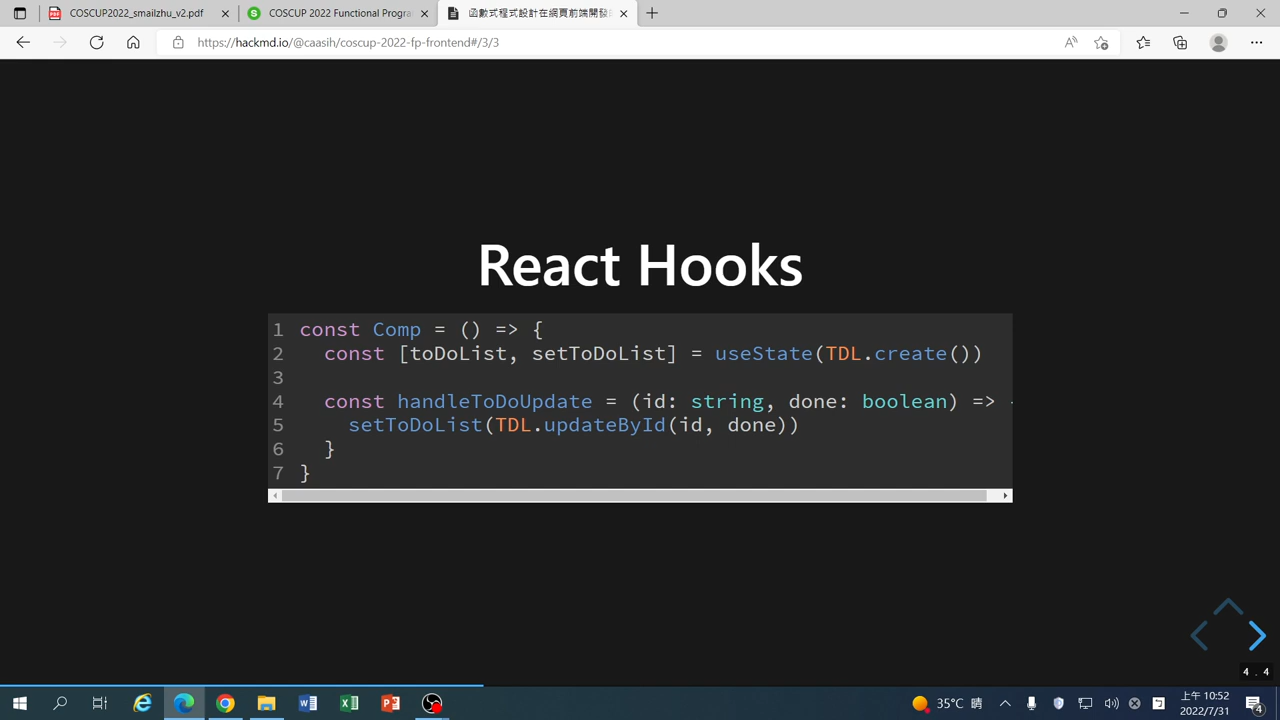 COSCUP2022_smailzhu_v2.pdf
COSCUP 2022 Functional Progra
函數式程式設計在網頁前端開發
https://hackmd.io/@caasih/coscup-2022-fp-frontend#/3/3
React Hooks
1 const Comp = () => {
2 const [toDoList, setToDoList] = useState(TDL.create())
3
4 const handleToDoUpdate = (id: string, done: boolean) =>
5 setToDoList(TDL.updateById(id, done))
6 }
7 }
4 . 4
35°C 晴
上午 10:52
2022/7/31
4